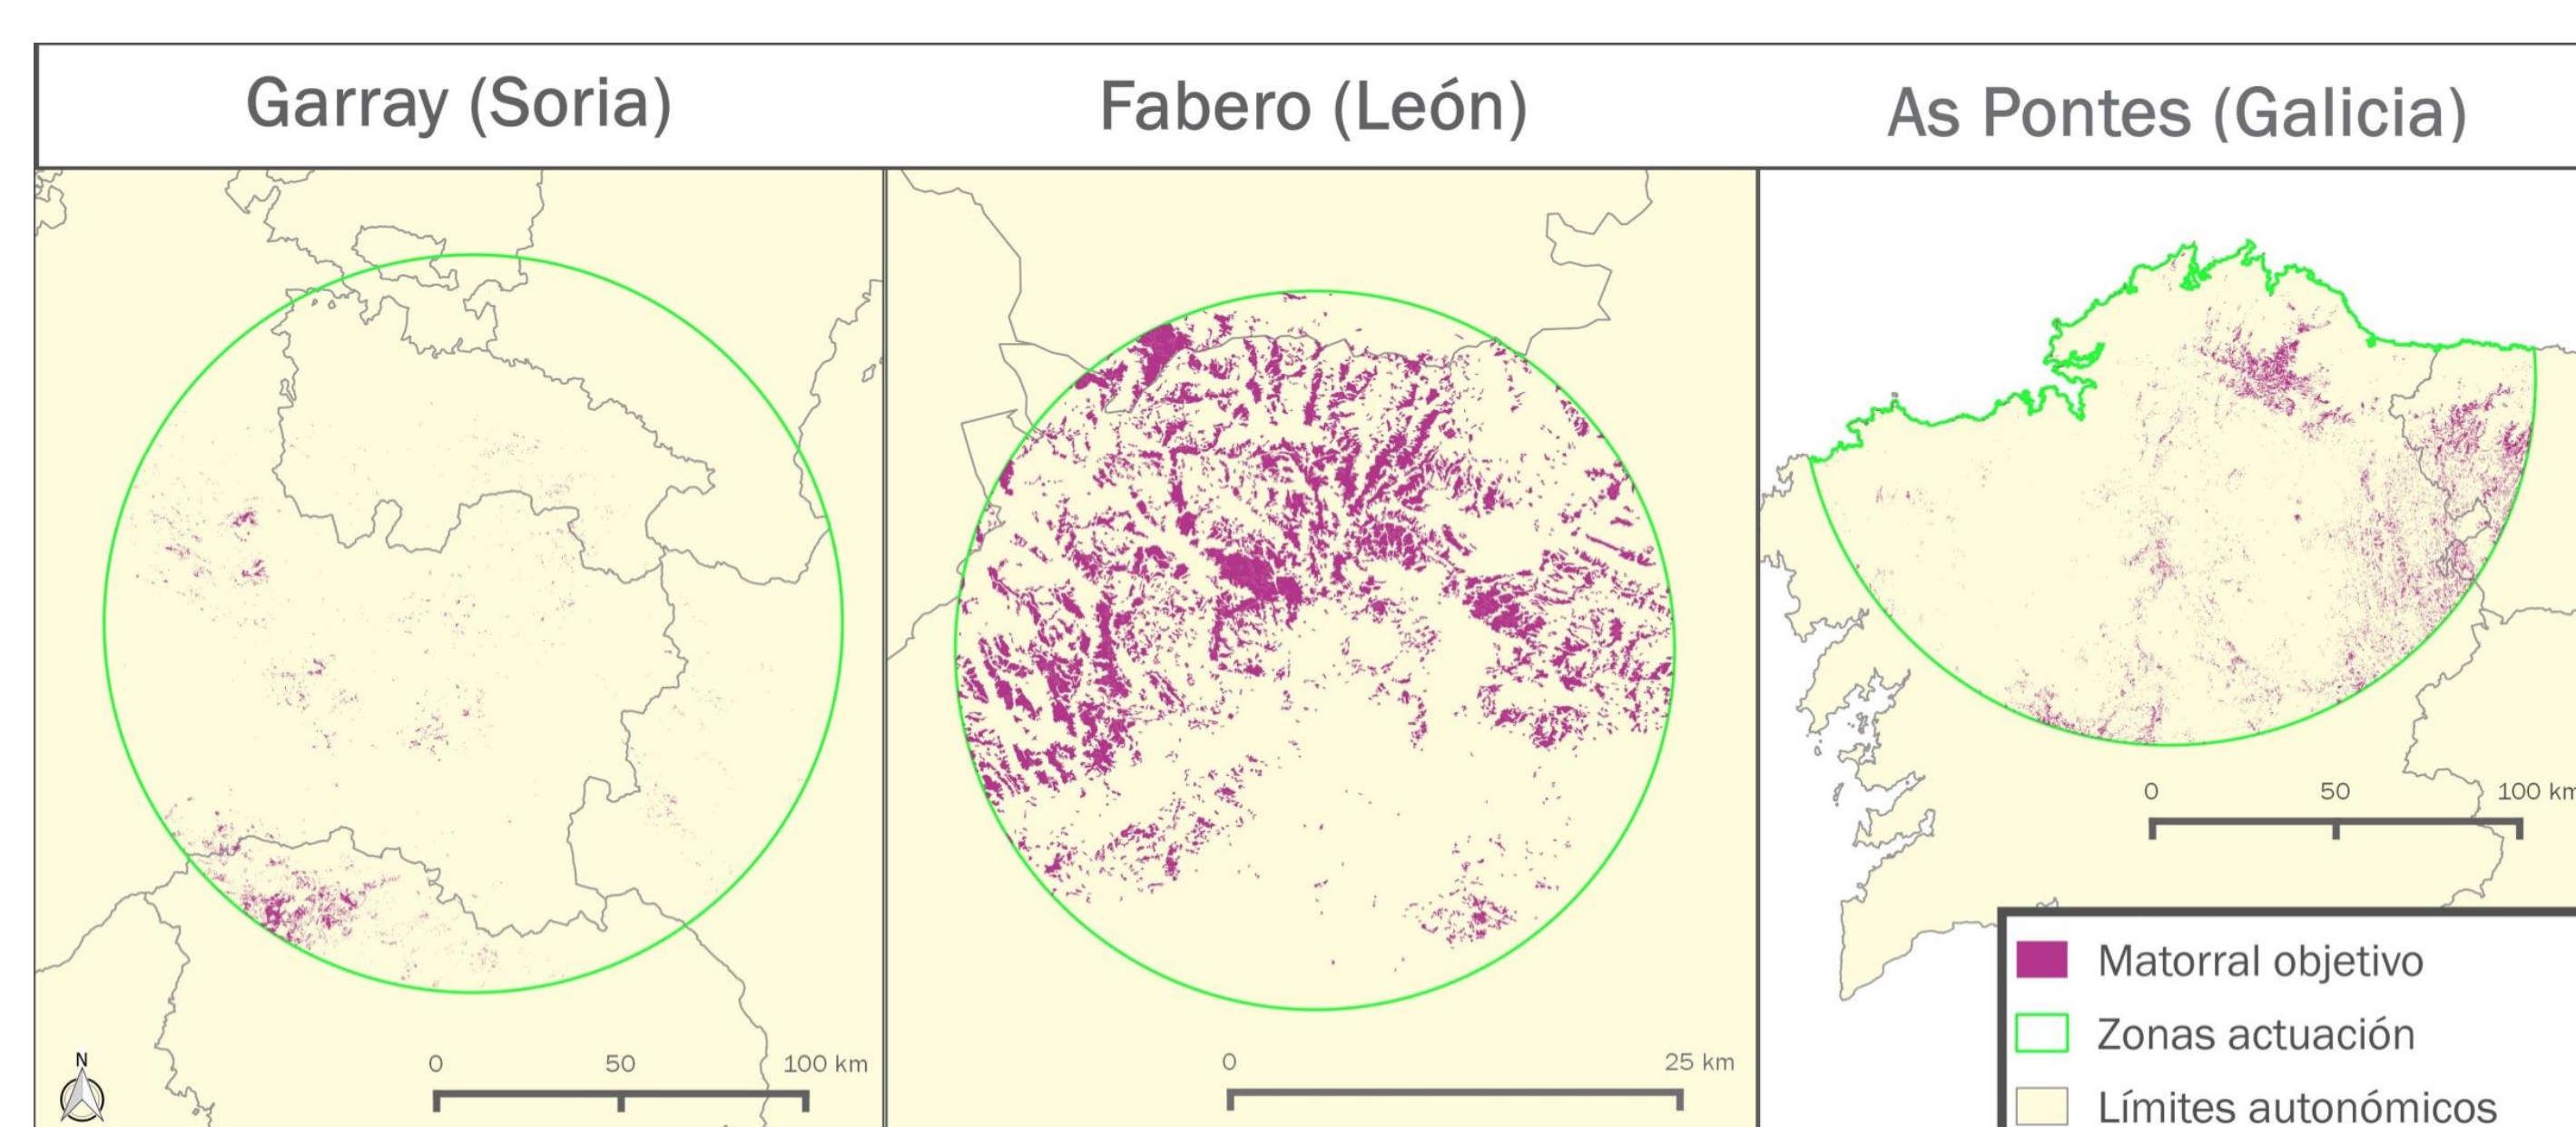 Garray (Soria)
Fabero (León)
As Pontes (Galicia)
N
0 50 100 km
0 25 km
0 50 100 km
Matorral objetivo
Zonas actuación
Límites autonómicos